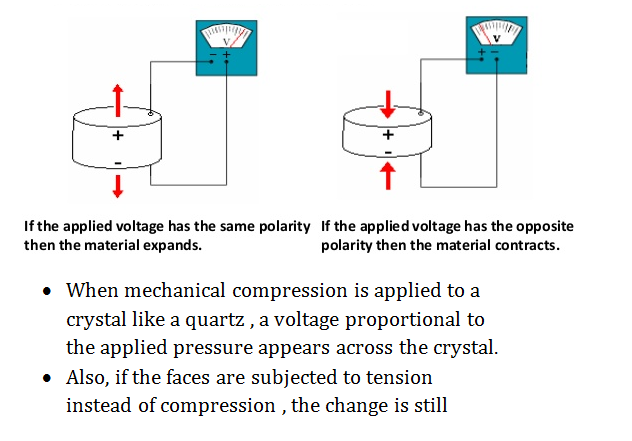 V
- +
V
+ -
+
-
+
-
If the applied voltage has the same polarity
then the material expands.
If the applied voltage has the opposite
polarity then the material contracts.
• When mechanical compression is applied to a
crystal like a quartz , a voltage proportional to
the applied pressure appears across the crystal.
• Also, if the faces are subjected to tension
instead of compression , the change is still